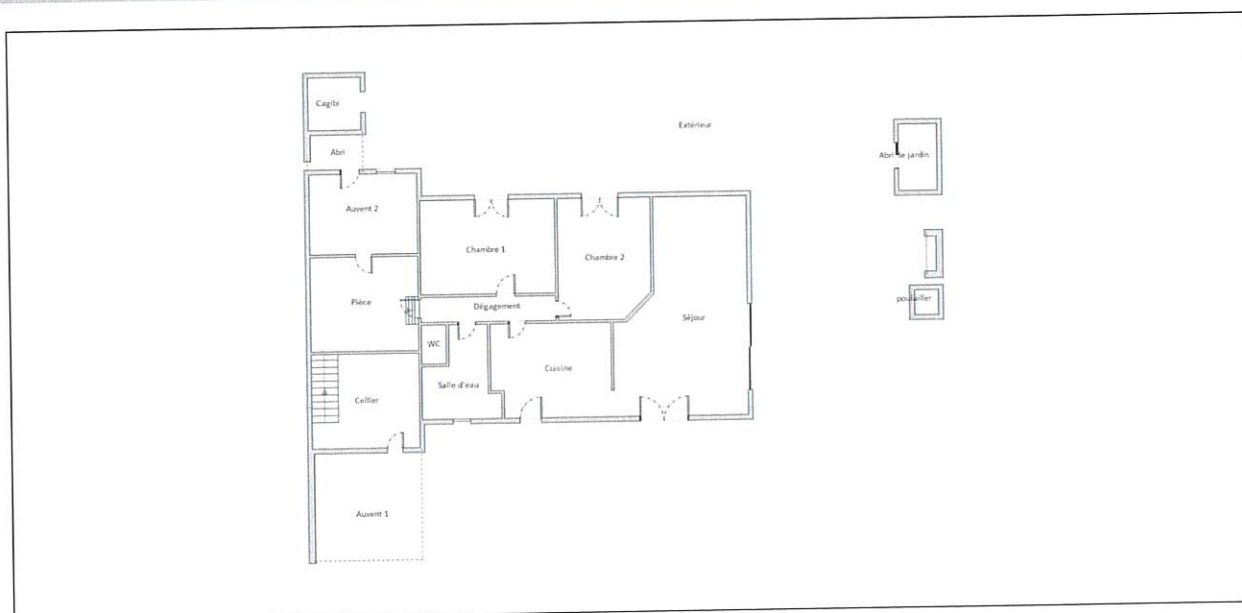 Cagibi
Extérieur
Abri
Abri de jardin
Auvent 2
Chambre 1
Chambre 2
Pièce
Dégagement
poulailler
Séjour
WC
Cuisine
Salle d'eau
Cellier
Auvent 1